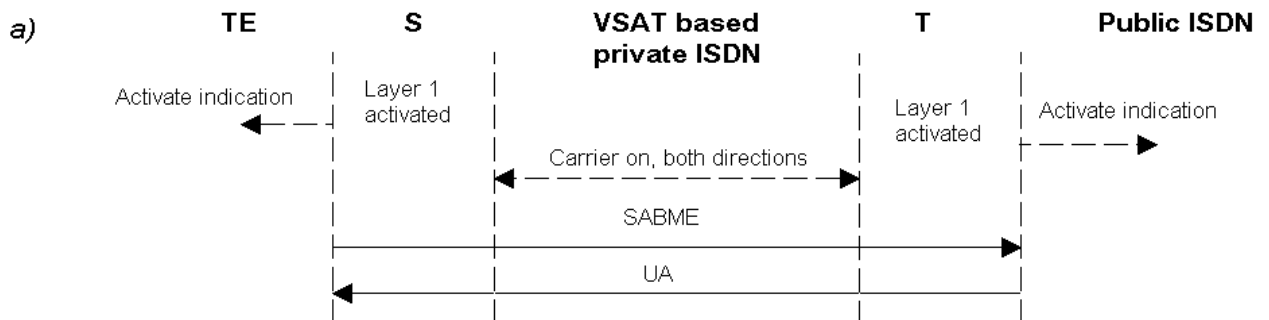 a)
TE
S
VSAT based
private ISDN
T
Public ISDN
Activate indication
Layer 1
activated
Layer 1
activated
Activate indication
Carrier on, both directions
SABME
UA